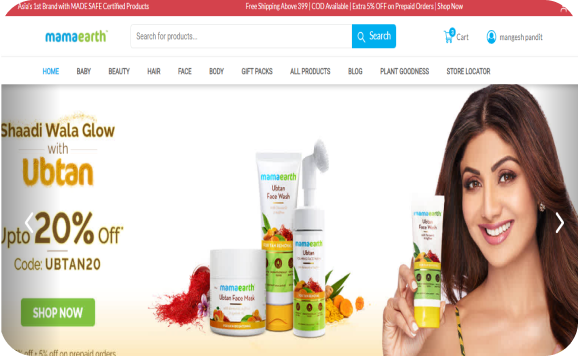 Asia's 1st Brand with MADE SAFE Certified Products
Free Shipping Above 399 | COD Available | Extra 5% OFF on Prepaid Orders | Shop Now
mamaearth
Search for products...
Search
0
Cart
mangesh pandit
HOME
BABY
BEAUTY
HAIR
FACE
BODY
GIFT PACKS
ALL PRODUCTS
BLOG
PLANT GOODNESS
STORE LOCATOR
Shaadi Wala Glow
with
Ubtan
Upto 20% Off*
Code: UBTAN20
SHOP NOW
off + 5% off on prepaid orders
mamaearth
Ubtan
Face Wash
mamaearth
Ubtan
mamaearth
Ubtan Face Mask
mamaearth
Ubtan
Face Wash